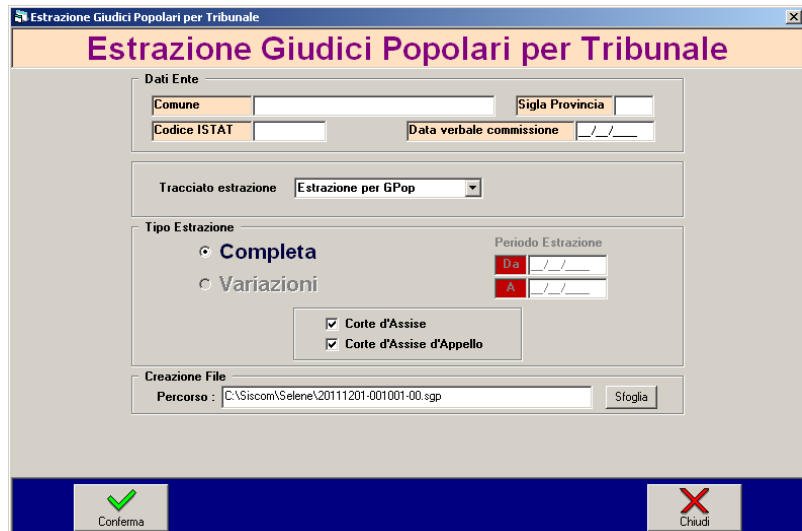 Estrazione Giudici Popolari per Tribunale
Estrazione Giudici Popolari per Tribunale
Dati Ente
Comune Sigla Provincia
Codice ISTAT Data verbale commissione __/__/____
Tracciato estrazione Estrazione per GPop
Tipo Estrazione
Completa
Variazioni
Periodo Estrazione
Da __/__/____
A __/__/____
Corte d'Assise
Corte d'Assise d'Appello
Creazione File
Percorso : C:\Siscom\Selene\20111201-001001-00.sgp Sfoglia
Conferma Chiudi